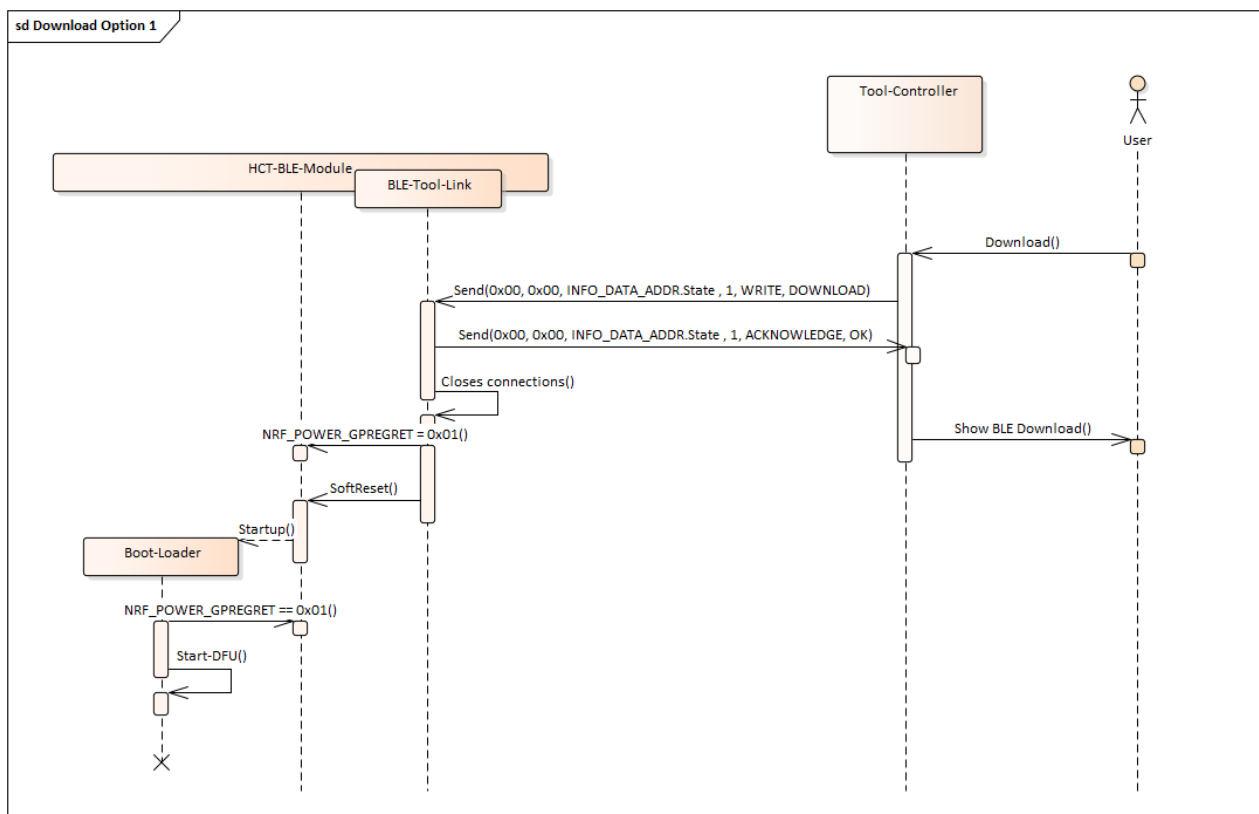 sd Download Option 1
Tool-Controller
User
HCT-BLE-Module
BLE-Tool-Link
Download()
Send(0x00, 0x00, INFO_DATA_ADDR.State , 1, WRITE, DOWNLOAD)
Send(0x00, 0x00, INFO_DATA_ADDR.State , 1, ACKNOWLEDGE, OK)
Closes connections()
NRF_POWER_GPREGRET = 0x01()
Show BLE Download()
SoftReset()
Startup()
Boot-Loader
NRF_POWER_GPREGRET == 0x01()
Start-DFU()